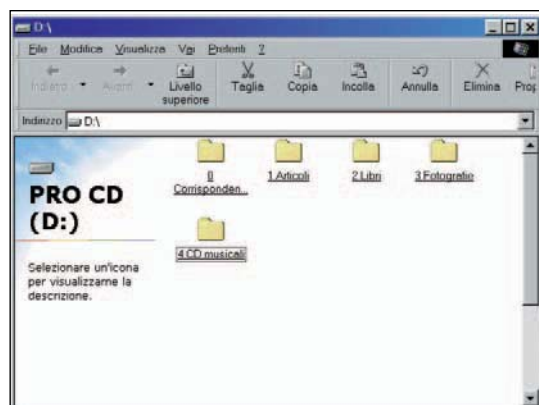 D:\
File Modifica Visualizza Vai Preferiti ?
Indietro Avanti Livello superiore Taglia Copia Incolla Annulla Elimina Prop
Indirizzo D:\
PRO CD
(D:)
Selezionare un'icona
per visualizzarne la
descrizione.
0
Corrisponden...
1.Articoli
2.Libri
3.Fotografie
4.CD musicali